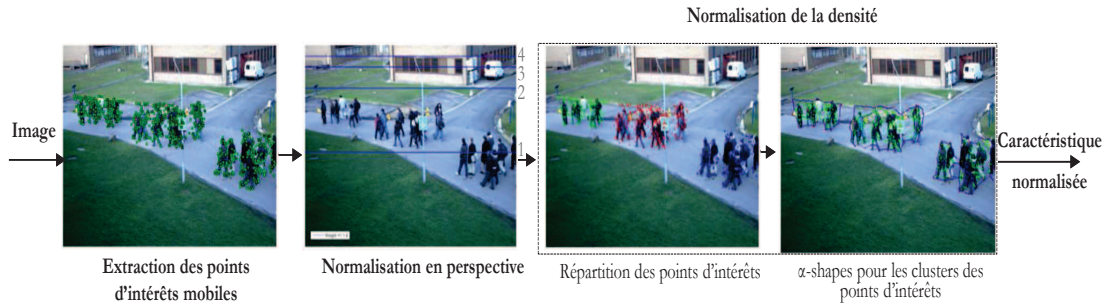 Normalisation de la densité
Image
4
3
2
1
Caractéristique
normalisée
Extraction des points
d'intérêts mobiles
Normalisation en perspective
Répartition des points d'intérêts
α-shapes pour les clusters des
points d'intérêts